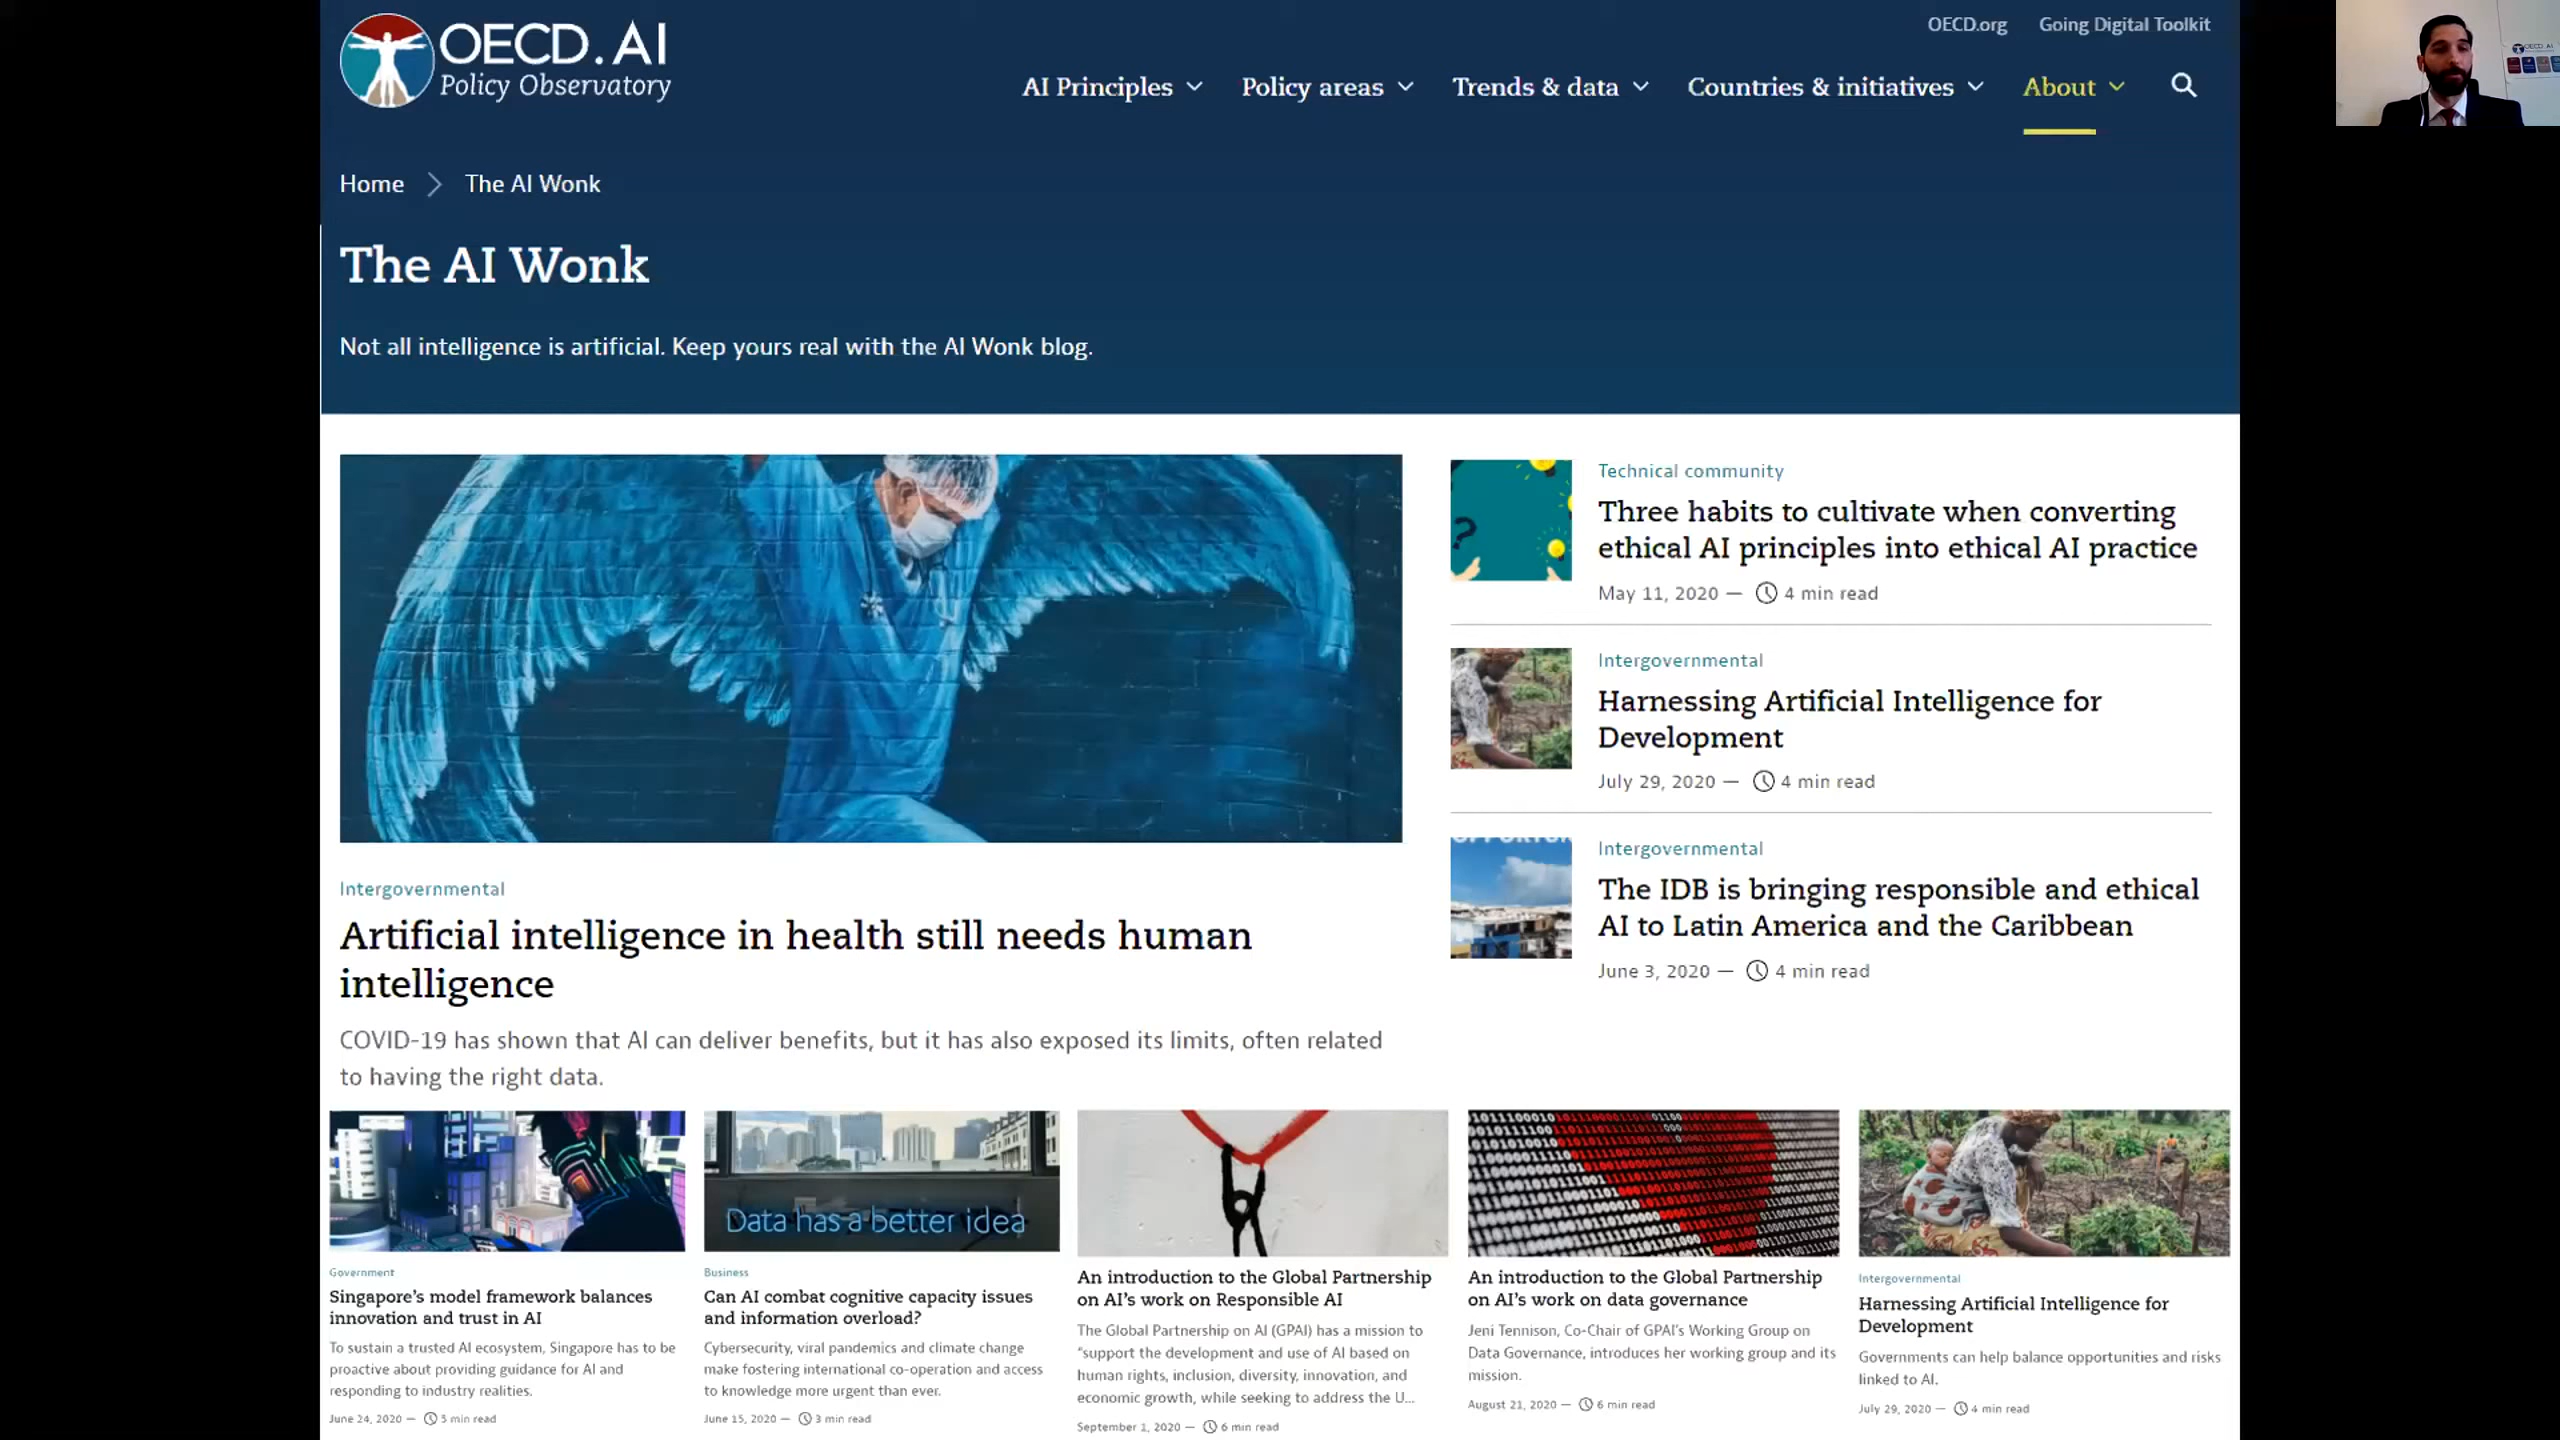 OECD.AI
Policy Observatory
OECD.org
Going Digital Toolkit
AI Principles
Policy areas
Trends & data
Countries & initiatives
About
Home
The AI Wonk
The AI Wonk
Not all intelligence is artificial. Keep yours real with the AI Wonk blog.
Intergovernmental
Artificial intelligence in health still needs human
intelligence
COVID-19 has shown that AI can deliver benefits, but it has also exposed its limits, often related
to having the right data.
?
Technical community
Three habits to cultivate when converting
ethical AI principles into ethical AI practice
May 11, 2020 — 4 min read
Intergovernmental
Harnessing Artificial Intelligence for
Development
July 29, 2020 — 4 min read
Intergovernmental
The IDB is bringing responsible and ethical
AI to Latin America and the Caribbean
June 3, 2020 — 4 min read
Government
Singapore's model framework balances
innovation and trust in AI
To sustain a trusted AI ecosystem, Singapore has to be
proactive about providing guidance for AI and
responding to industry realities.
June 24, 2020 — 5 min read
Data has a better idea
Business
Can AI combat cognitive capacity issues
and information overload?
Cybersecurity, viral pandemics and climate change
make fostering international co-operation and access
to knowledge more urgent than ever.
June 15, 2020 — 3 min read
An introduction to the Global Partnership
on AI's work on Responsible AI
The Global Partnership on AI (GPAI) has a mission to
"support the development and use of AI based on
human rights, inclusion, diversity, innovation, and
economic growth, while seeking to address the U...
September 1, 2020 — 6 min read
An introduction to the Global Partnership
on AI's work on data governance
Jeni Tennison, Co-Chair of GPAI's Working Group on
Data Governance, introduces her working group and its
mission.
August 21, 2020 — 6 min read
Intergovernmental
Harnessing Artificial Intelligence for
Development
Governments can help balance opportunities and risks
linked to AI.
July 29, 2020 — 4 min read
OECD.AI